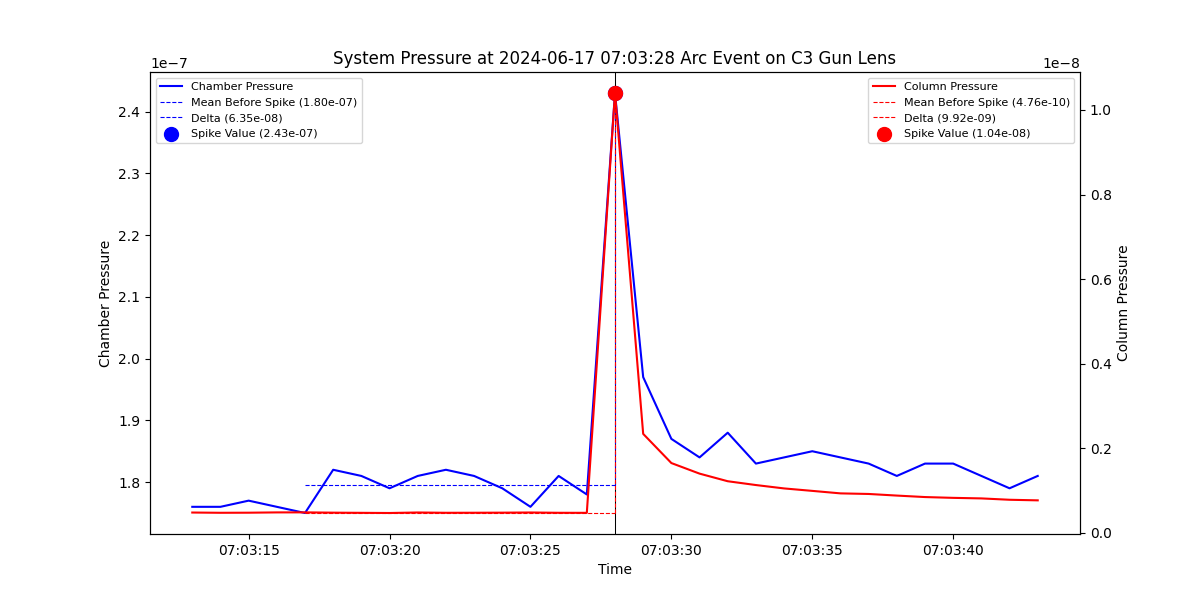 System Pressure at 2024-06-17 07:03:28 Arc Event on C3 Gun Lens
1e−7
1e−8
Chamber Pressure
Mean Before Spike (1.80e-07)
Delta (6.35e-08)
Spike Value (2.43e-07)
Column Pressure
Mean Before Spike (4.76e-10)
Delta (9.92e-09)
Spike Value (1.04e-08)
Chamber Pressure
2.4
2.3
2.2
2.1
2.0
1.9
1.8
1.0
0.8
0.6
0.4
0.2
0.0
Column Pressure
07:03:15
07:03:20
07:03:25
07:03:30
07:03:35
07:03:40
Time